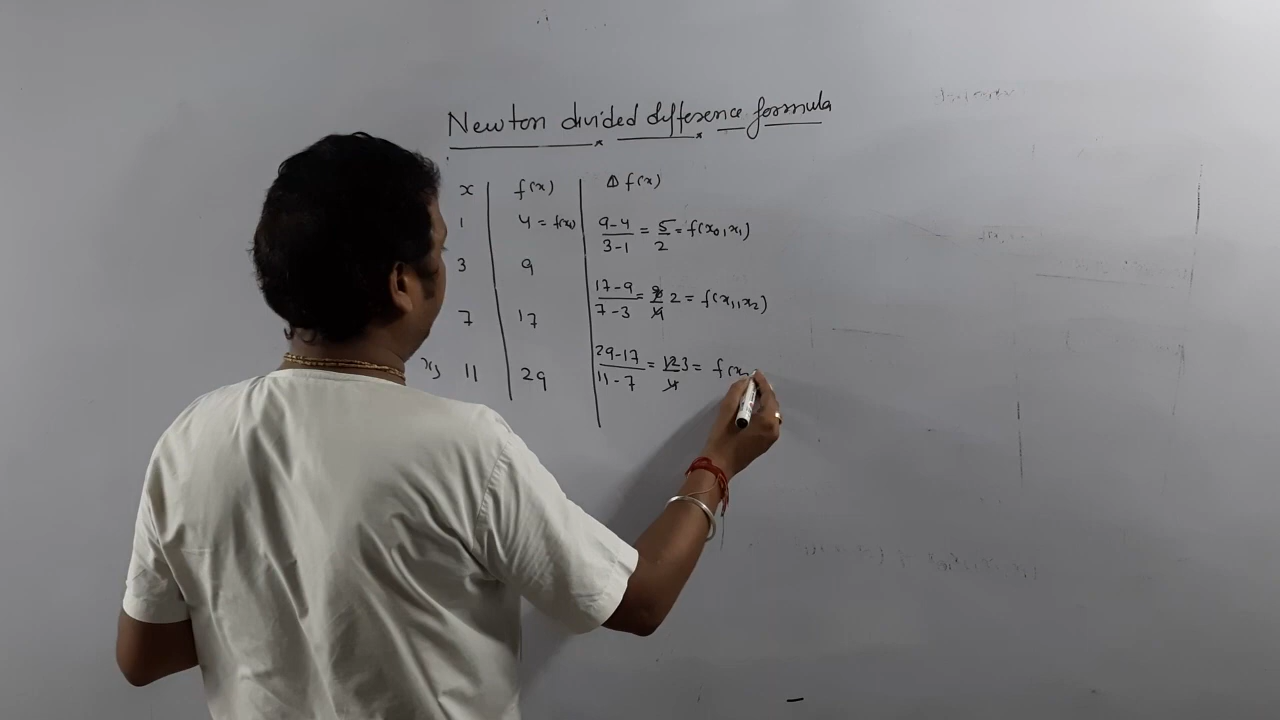 Newton divided difference formula
x f(x) Δ f(x)
1 4 = f(x0) 9-4/3-1 = 5/2 = f(x0, x1)
3 9
17-9/7-3 = 8/4 2 = f(x1, x2)
7 17
29-17/11-7 = 12/4 3 = f(x2
x3 11 29